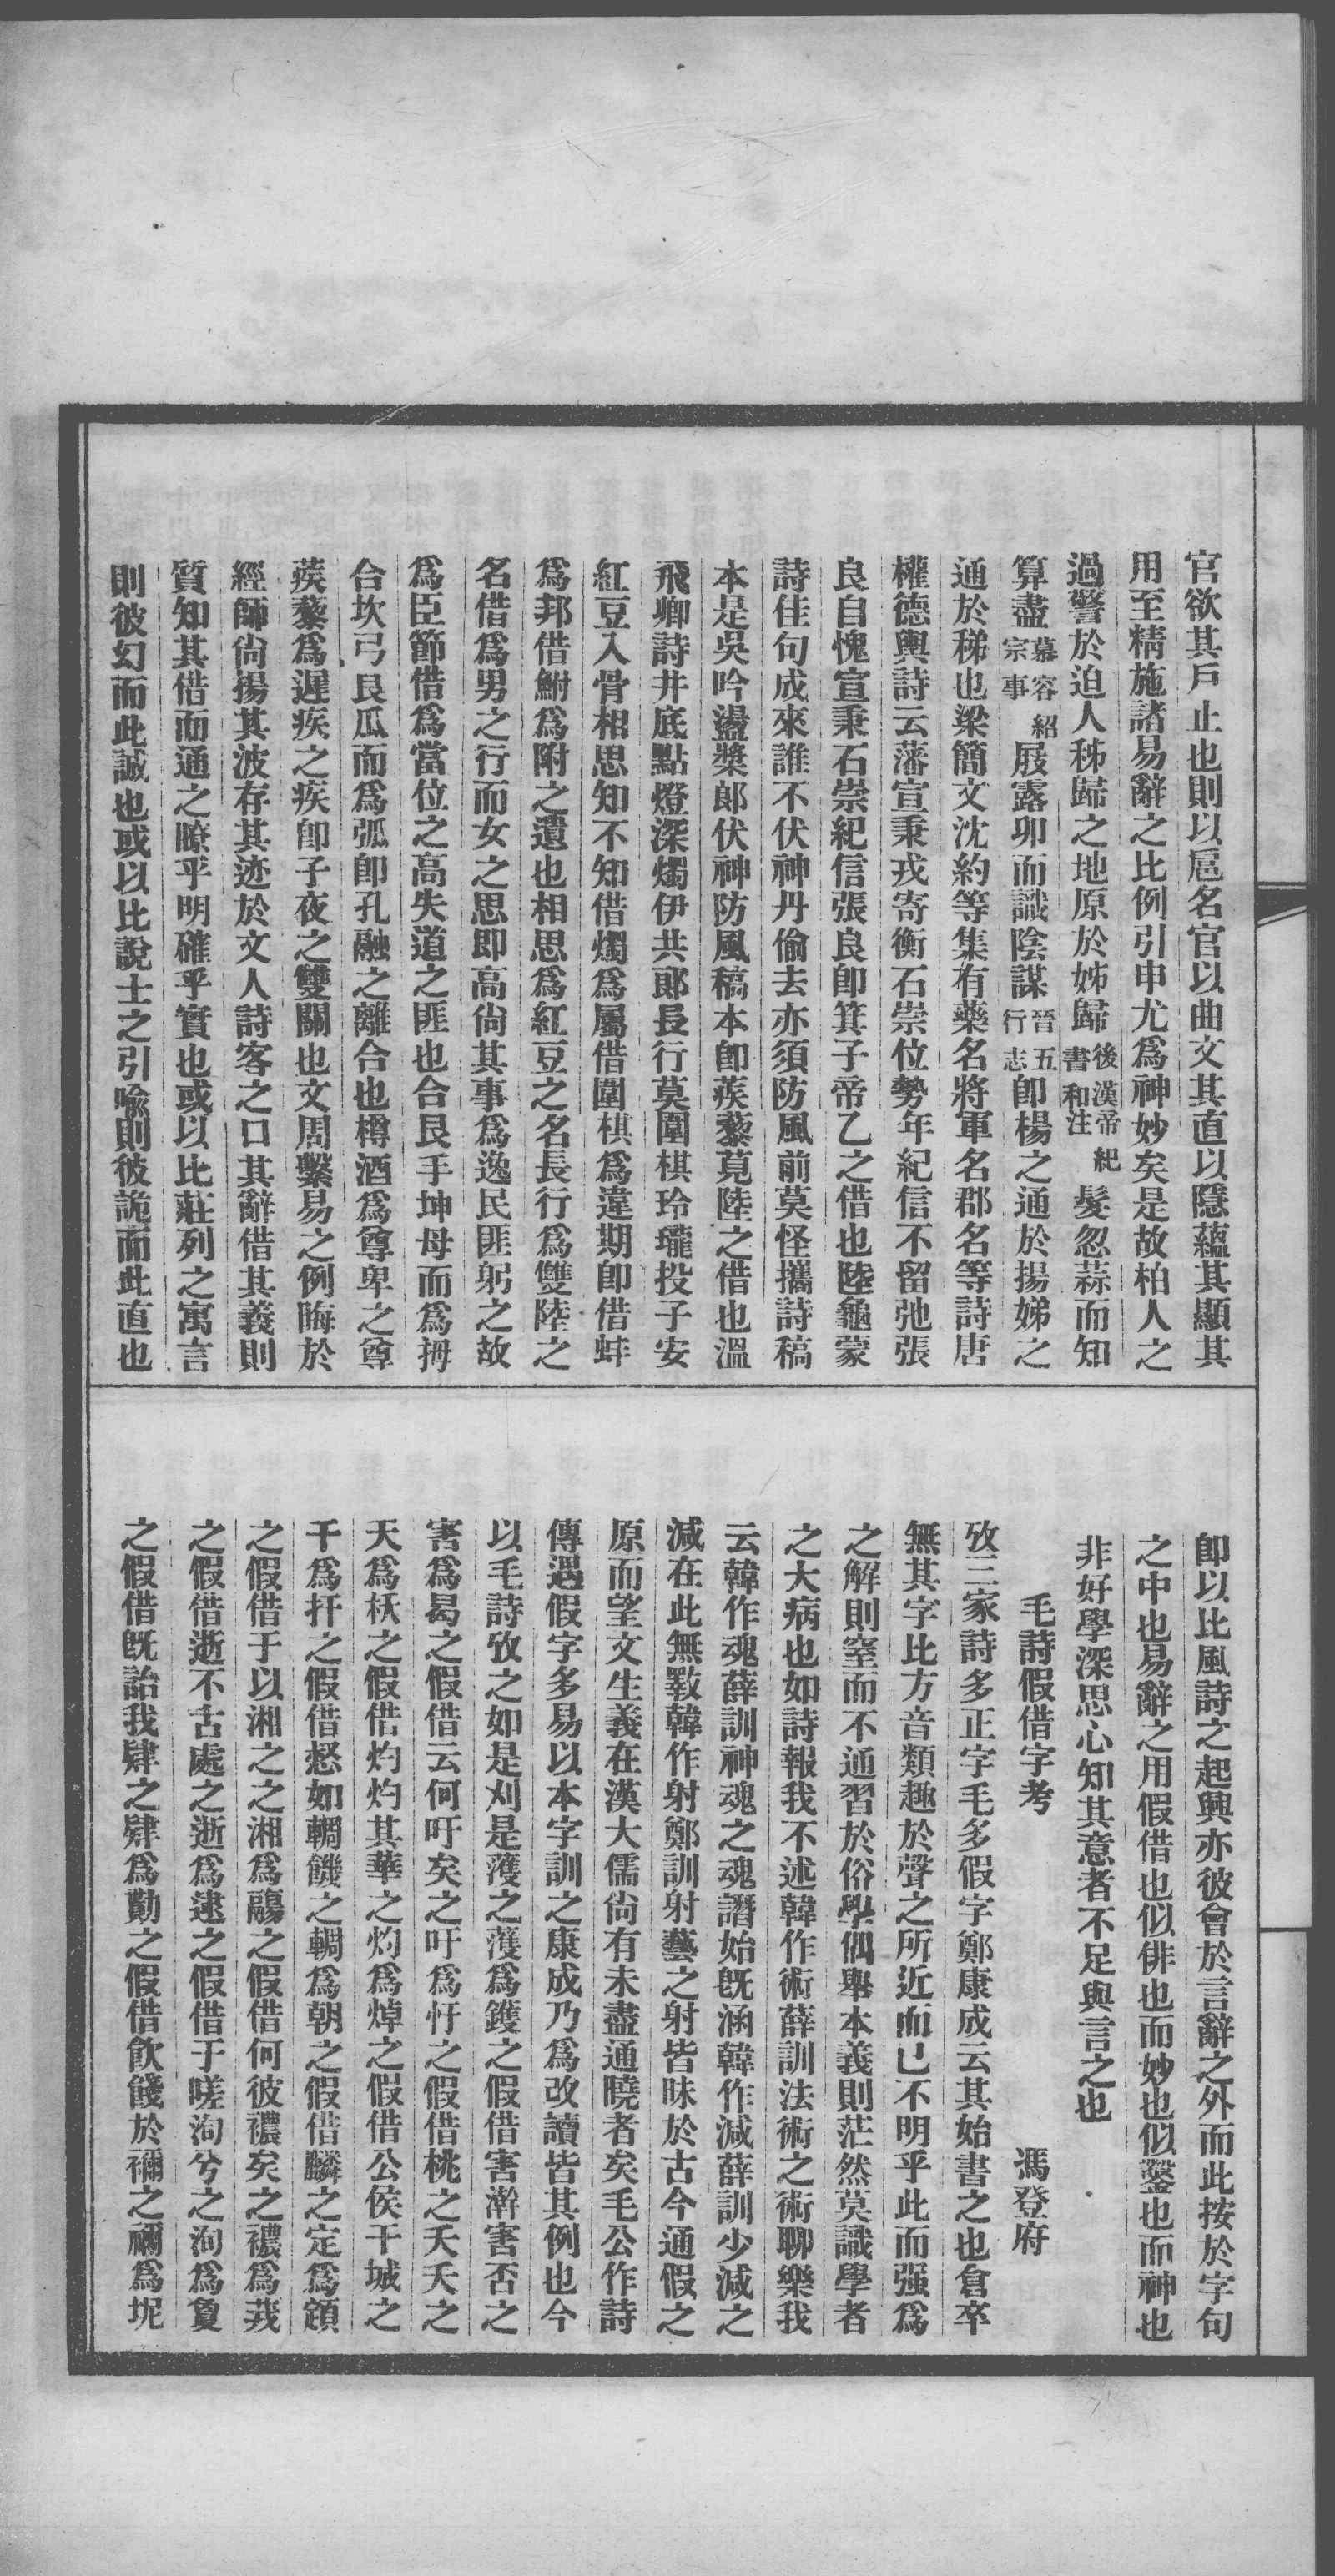 官欲其戶止也則以扈名官以曲文其直以隱蘊其顯其
用至精施諸易辭之比例引申尤爲神妙矣是故柏人之
過警於迫人秭歸之地原於姊歸後漢書和帝紀注髮忽蒜而知
算盡慕容紹宗事屐露卯而識陰謀晉五行志卽楊之通於揚娣之
通於稊也梁簡文沈約等集有藥名將軍名郡名等詩唐
權德輿詩云藩宣秉戎寄衡石崇位勢年紀信不留弛張
良自愧宣秉石崇紀信張良卽箕子帝乙之借也陸龜蒙
詩佳句成來誰不伏神丹偷去亦須防風前莫怪攜詩稿
本是吳吟盪槳郎伏神防風稿本卽蒺藜莧陸之借也溫
飛卿詩井底點燈深燭伊共郎長行莫圍棋玲瓏投子安
紅豆入骨相思知不知借燭爲屬借圍棋爲違期卽借蚌
爲邦借鮒爲附之遺也相思爲紅豆之名長行爲雙陸之
名借爲男之行而女之思卽高尙其事爲逸民匪躬之故
爲臣節借爲當位之高失道之匪也合艮手坤母而爲拇
合坎弓艮瓜而爲弧卽孔融之離合也樽酒爲尊卑之尊
蒺藜爲遲疾之疾卽子夜之雙關也文周繫易之例晦於
經師尙揚其波存其迹於文人詩客之口其辭借其義則
質知其借而通之瞭乎明確乎實也或以比莊列之寓言
則彼幻而此誠也或以比說士之引喩則彼詭而此直也
卽以比風詩之起興亦彼會於言辭之外而此按於字句
之中也易辭之用假借也似俳也而妙也似鑿也而神也
非好學深思心知其意者不足與言之也
毛詩假借字考　馮登府
攷三家詩多正字毛多假字鄭康成云其始書之也倉卒
無其字比方音類趣於聲之所近而已不明乎此而强爲
之解則窒而不通習於俗學偶舉本義則茫然莫識學者
之大病也如詩報我不述韓作術薛訓法術之術聊樂我
云韓作魂薛訓神魂之魂譖始旣涵韓作減薛訓少減之
減在此無斁韓作射鄭訓射藝之射皆昧於古今通假之
原而望文生義在漢大儒尙有未盡通曉者矣毛公作詩
傳遇假字多易以本字訓之康成乃爲改讀皆其例也今
以毛詩攷之如是刈是濩之濩爲鑊之假借害澣害否之
害爲曷之假借云何吁矣之吁爲忬之假借桃之夭夭之
夭爲枖之假借灼灼其華之灼爲焯之假借公侯干城之
干爲扞之假借惄如輖饑之輖爲朝之假借麟之定爲顁
之假借于以湘之之湘爲鬺之假借何彼襛矣之襛爲茙
之假借逝不古處之逝爲逮之假借于嗟洵兮之洵爲敻
之假借旣詒我肄之肄爲勩之假借飮餞於禰之禰爲坭